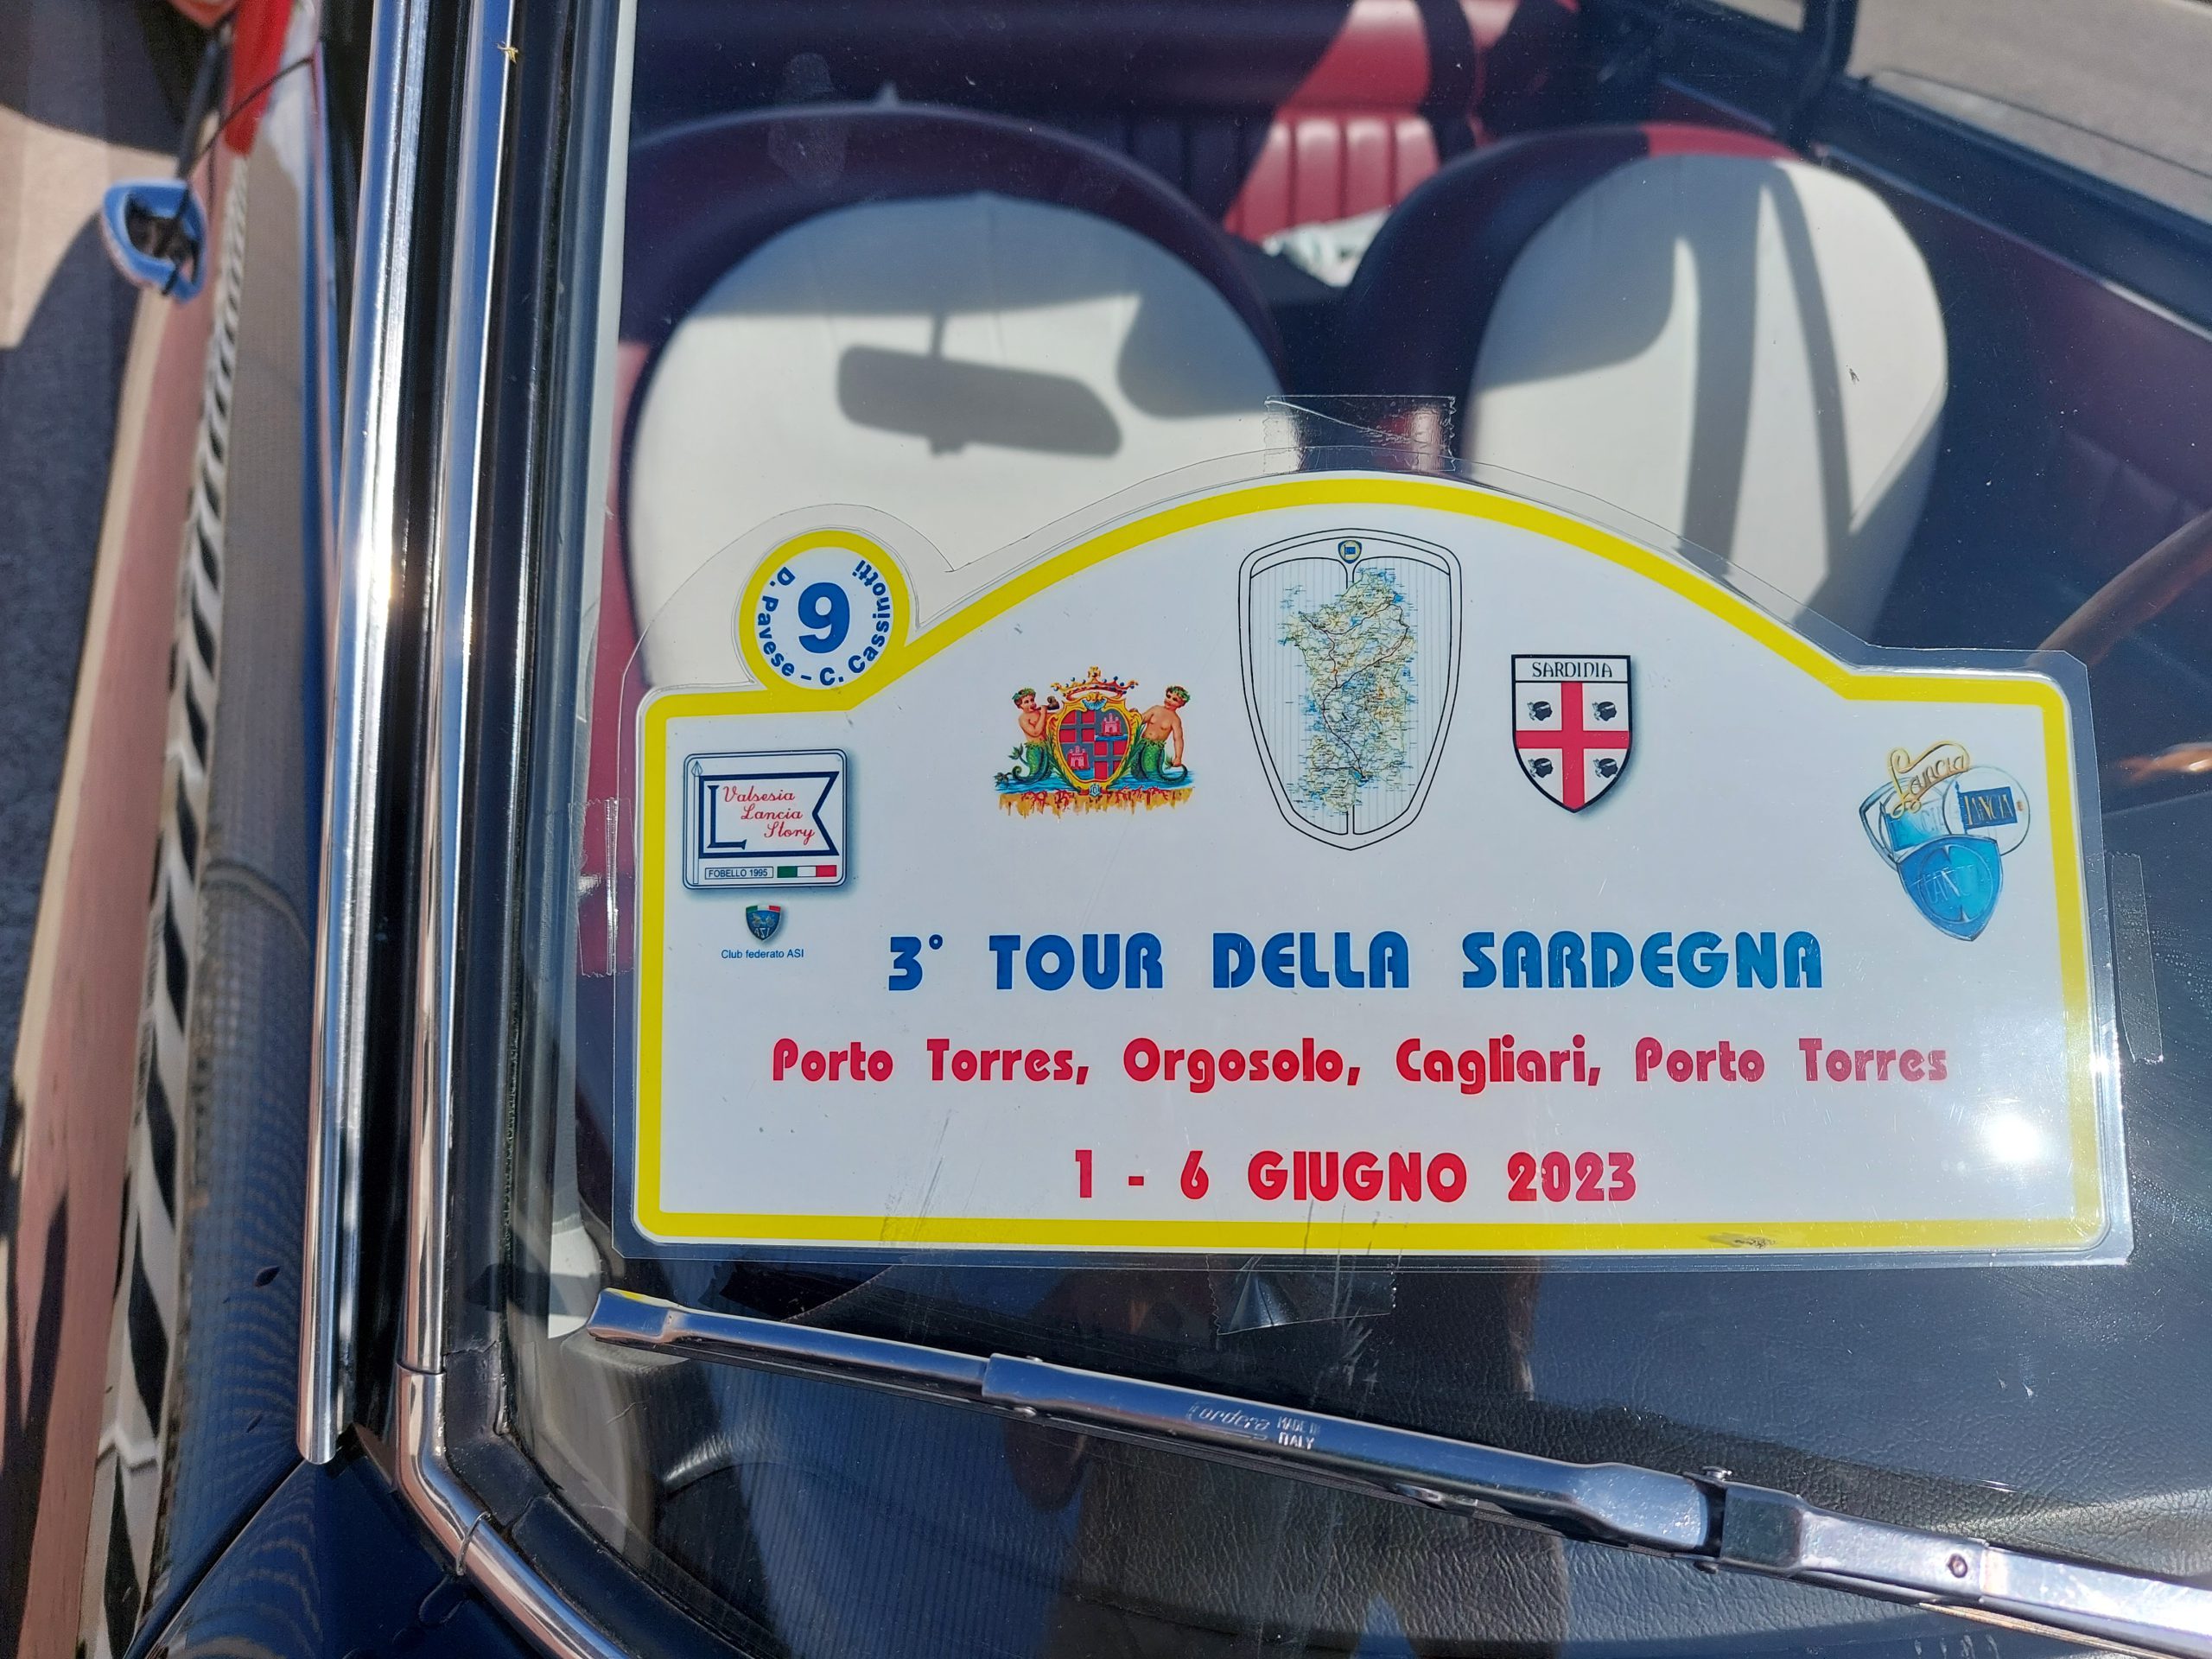 9
D. Pavese - C. Cassinotti
SARDINIA
Valsesia
Lancia
Story
L
FOBELLO 1995
ASI
Club federato ASI
Lancia
LANCIA
3° TOUR DELLA SARDEGNA
Porto Torres, Orgosolo, Cagliari, Porto Torres
1 - 6 GIUGNO 2023
MADE IN
ITALY